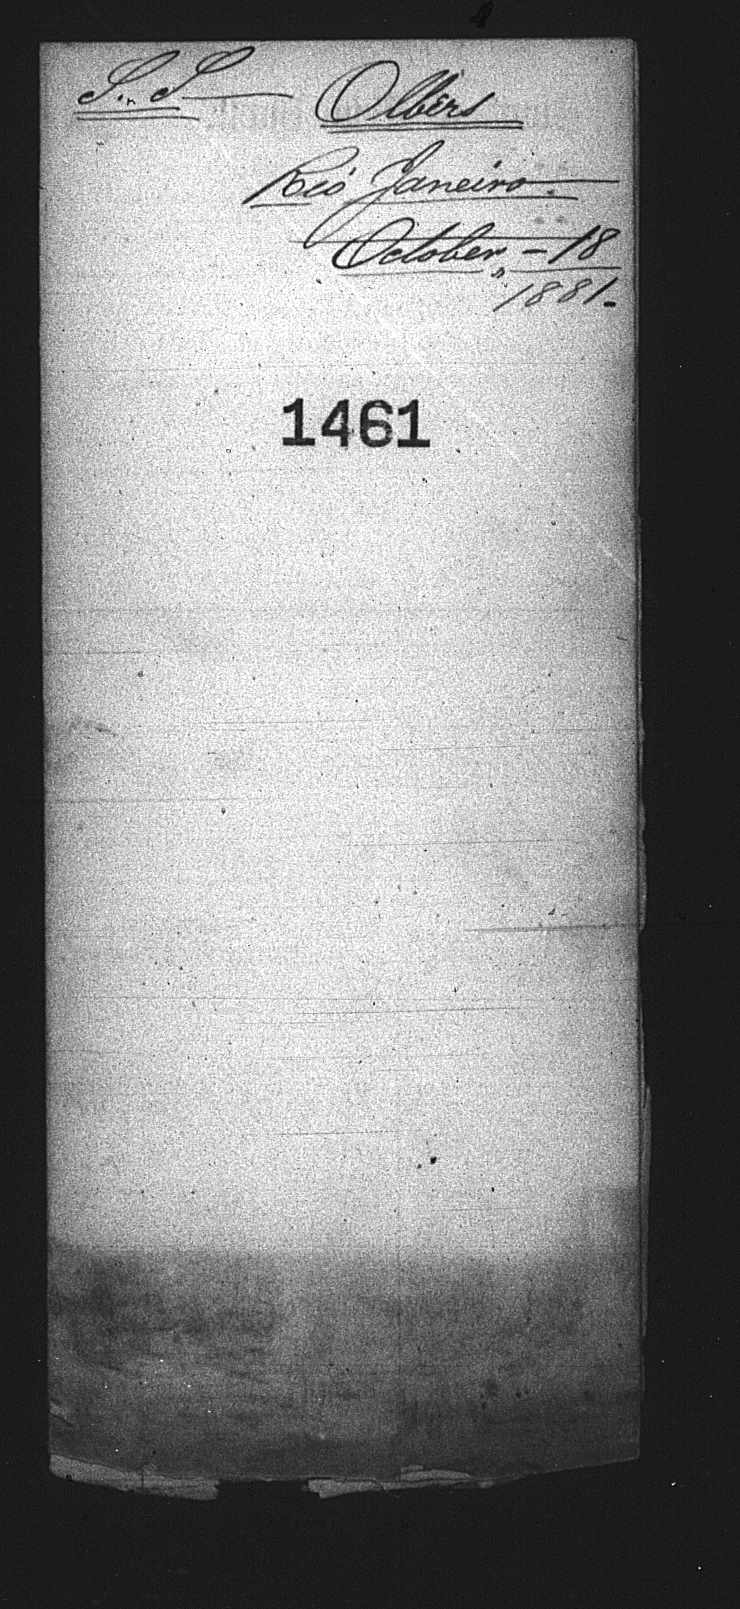 S. S. Olbers
Rio Janeiro.
October - 18
1881.
1461